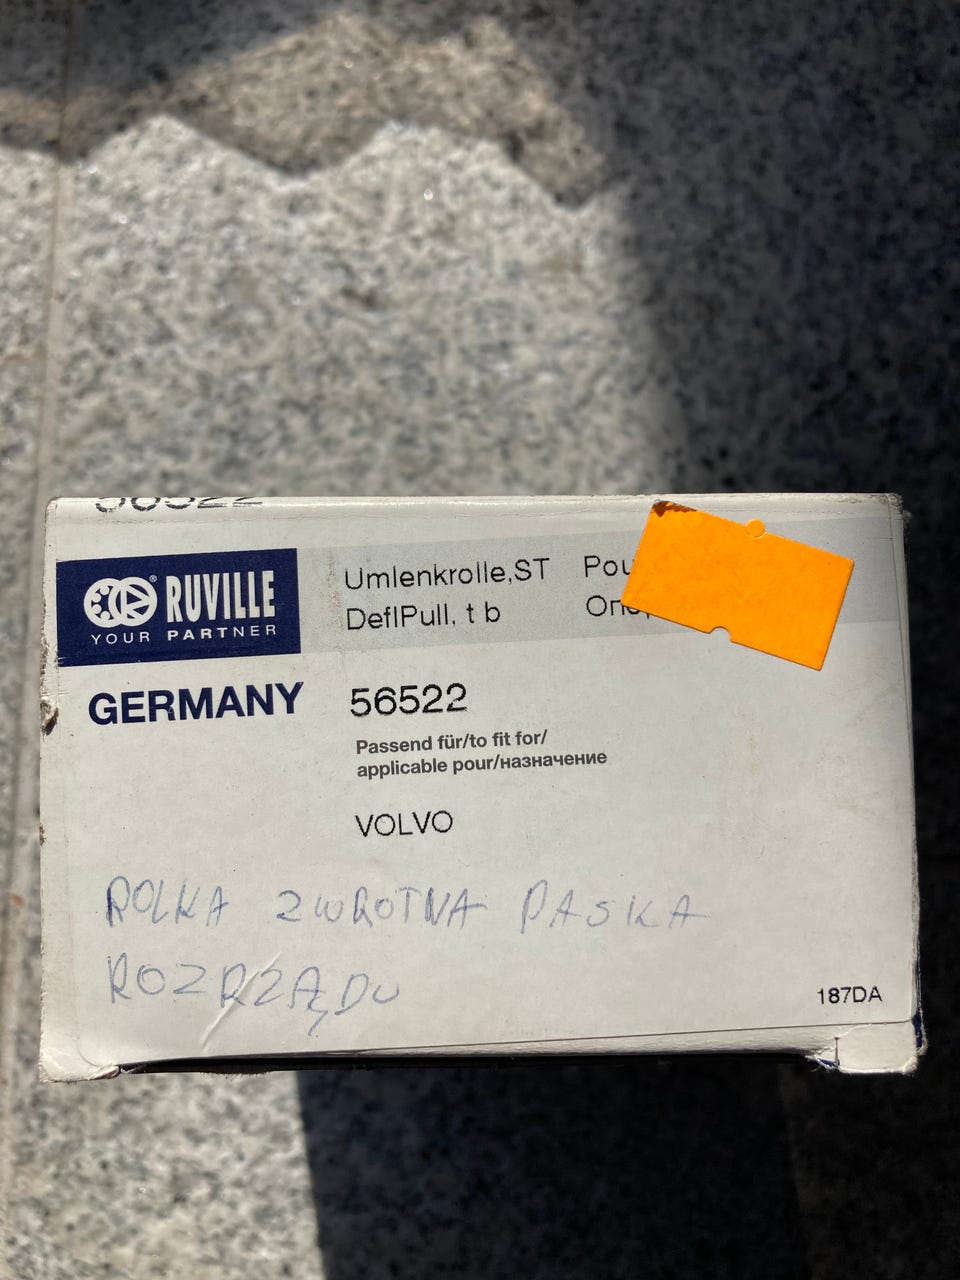 56522
RUVILLE
YOUR PARTNER
Umlenkrolle,ST
DeflPull. t b
GERMANY
56522
Passend für/to fit for/
applicable pour/назначение
VOLVO
ROLKA ZWROTNA PASKA
ROZRZĄDU
187DA